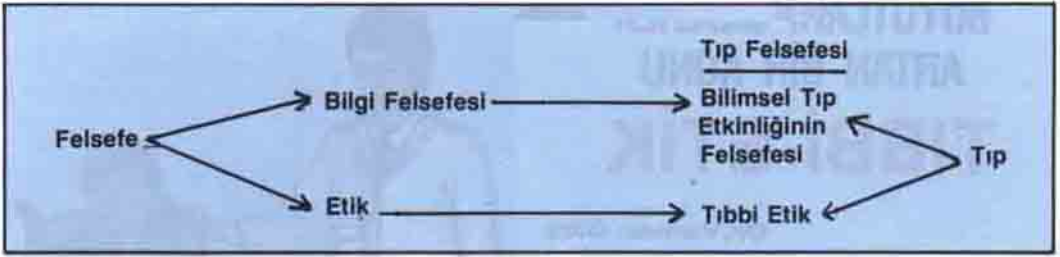 Tıp Felsefesi
Bilgi Felsefesi
Bilimsel Tıp
Etkinliğinin
Felsefesi
Felsefe
Tıp
Etik
Tıbbi Etik